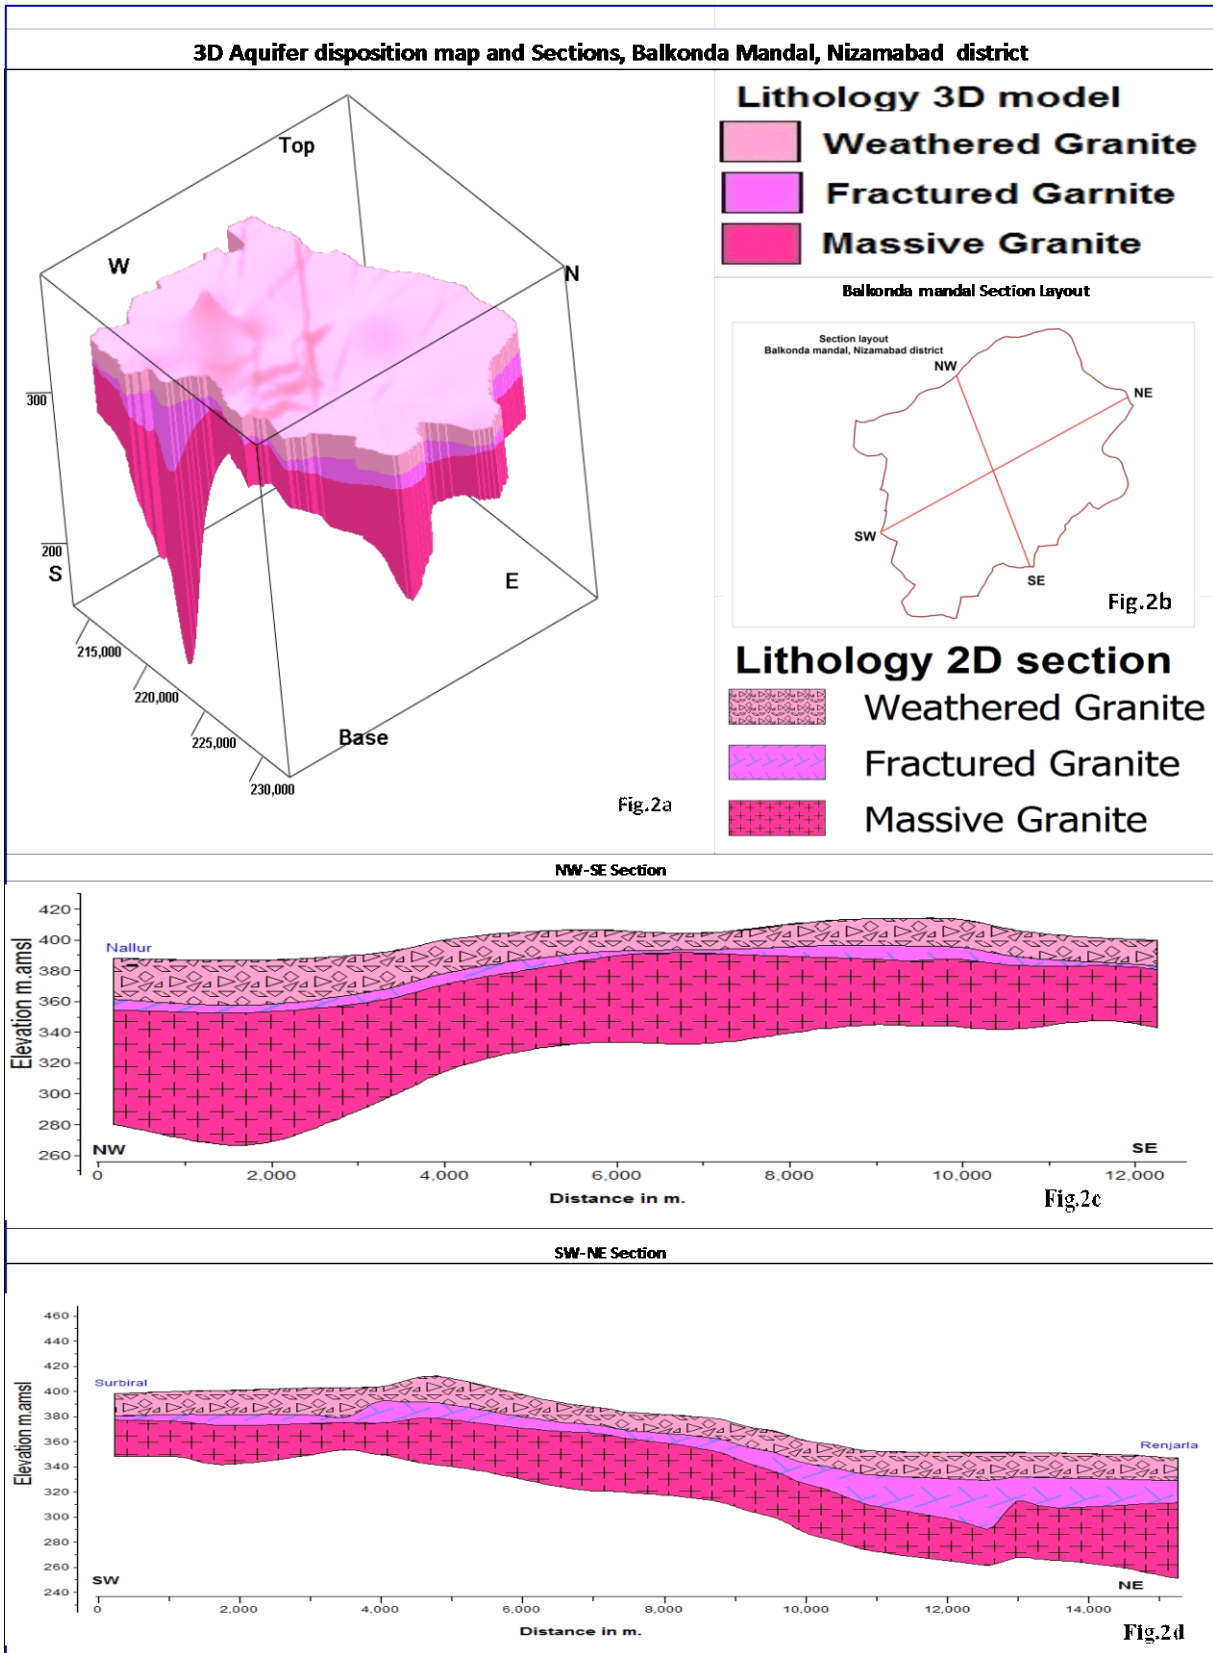 3D Aquifer disposition map and Sections, Balkonda Mandal, Nizamabad district
Top
W
N
300
200
S
E
215,000
220,000
225,000
230,000
Base
Fig.2a
Lithology 3D model
Weathered Granite
Fractured Garnite
Massive Granite
Balkonda mandal Section Layout
Section layout
Balkonda mandal, Nizamabad district
NW
NE
SW
SE
Fig.2b
Lithology 2D section
Weathered Granite
Fractured Granite
Massive Granite
NW-SE Section
Elevation m.amsl
420
400
380
360
340
320
300
280
260
Nallur
NW
SE
0 2,000 4,000 6,000 8,000 10,000 12,000
Distance in m.
Fig.2c
SW-NE Section
Elevation m.amsl
460
440
420
400
380
360
340
320
300
280
260
240
Surbiral
Renjarla
SW
NE
0 2,000 4,000 6,000 8,000 10,000 12,000 14,000
Distance in m.
Fig.2d